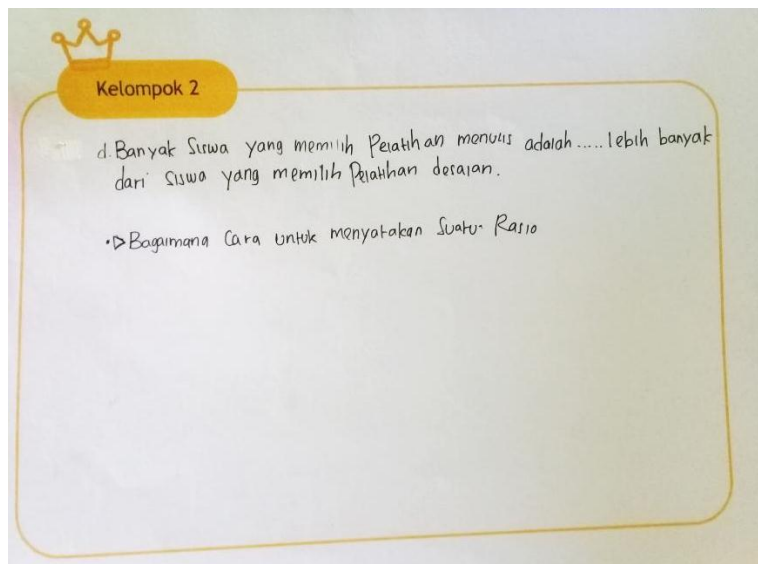 Kelompok 2
d. Banyak Siswa yang memilih Pelatihan menulis adalah ..... lebih banyak
dari siswa yang memilih Pelatihan desaian.
•▷ Bagaimana Cara untuk menyatakan Suatu Rasio